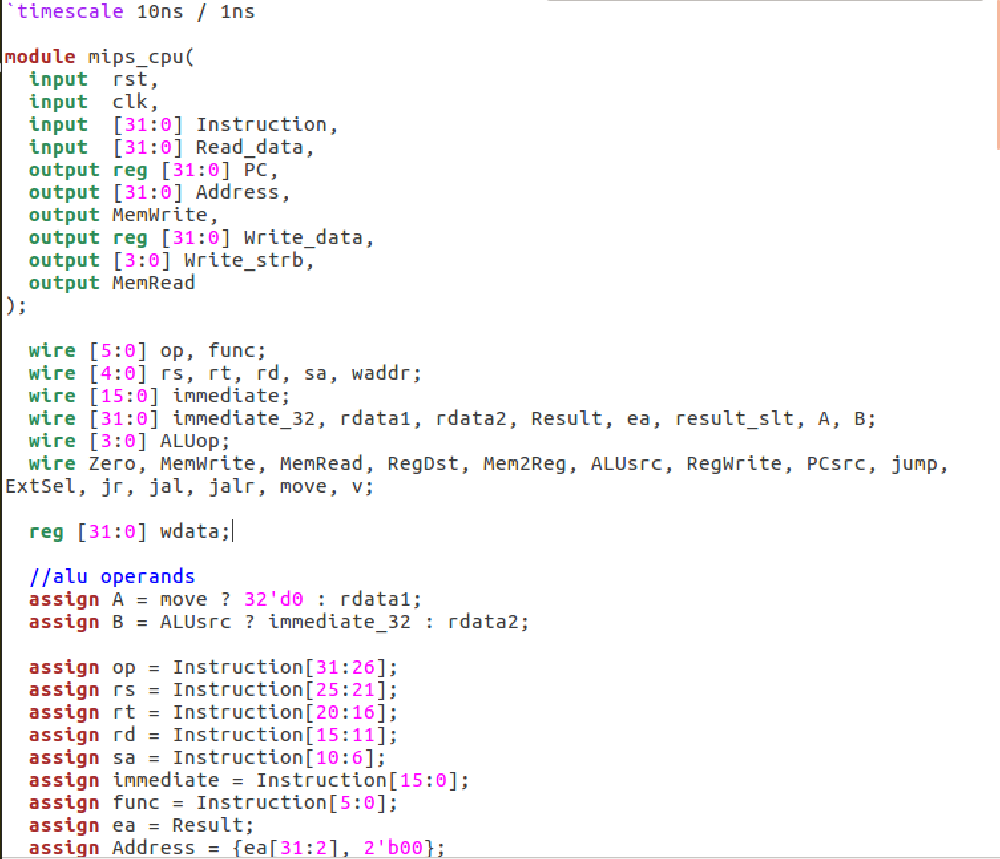 `timescale 10ns / 1ns
module mips_cpu(
input  rst,
input  clk,
input  [31:0] Instruction,
input  [31:0] Read_data,
output reg [31:0] PC,
output [31:0] Address,
output MemWrite,
output reg [31:0] Write_data,
output [3:0] Write_strb,
output MemRead
);
wire [5:0] op, func;
wire [4:0] rs, rt, rd, sa, waddr;
wire [15:0] immediate;
wire [31:0] immediate_32, rdata1, rdata2, Result, ea, result_slt, A, B;
wire [3:0] ALUop;
wire Zero, MemWrite, MemRead, RegDst, Mem2Reg, ALUsrc, RegWrite, PCsrc, jump,
ExtSel, jr, jal, jalr, move, v;
reg [31:0] wdata;
//alu operands
assign A = move ? 32'd0 : rdata1;
assign B = ALUsrc ? immediate_32 : rdata2;
assign op = Instruction[31:26];
assign rs = Instruction[25:21];
assign rt = Instruction[20:16];
assign rd = Instruction[15:11];
assign sa = Instruction[10:6];
assign immediate = Instruction[15:0];
assign func = Instruction[5:0];
assign ea = Result;
assign Address = {ea[31:2], 2'b00};